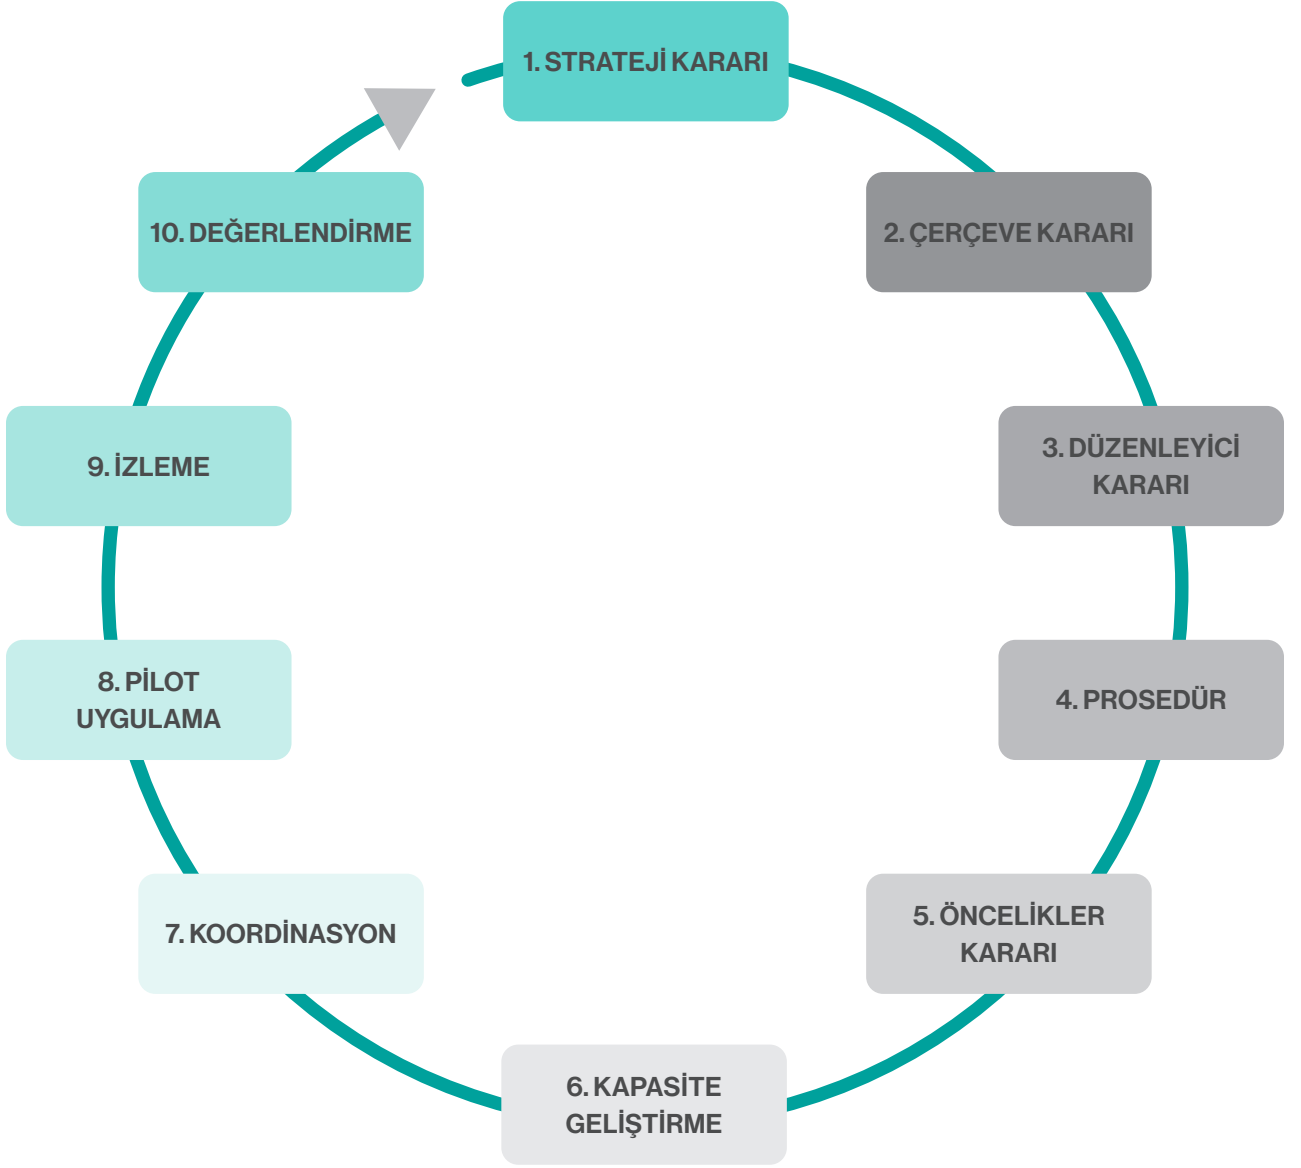 1. STRATEJİ KARARI
2. ÇERÇEVE KARARI
3. DÜZENLEYİCİ
KARARI
4. PROSEDÜR
5. ÖNCELİKLER
KARARI
6. KAPASİTE
GELİŞTİRME
7. KOORDİNASYON
8. PİLOT
UYGULAMA
9. İZLEME
10. DEĞERLENDİRME